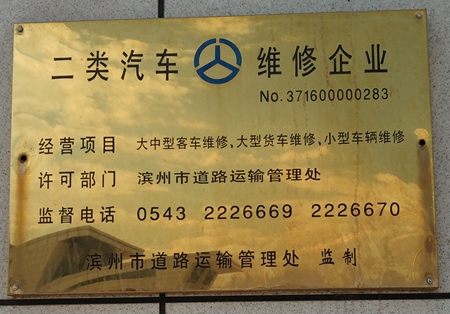 二类汽车 维修企业
No.371600000283
经营项目 大中型客车维修,大型货车维修,小型车辆维修
许可部门 滨州市道路运输管理处
监督电话 0543 2226669 2226670
滨州市道路运输管理处 监制